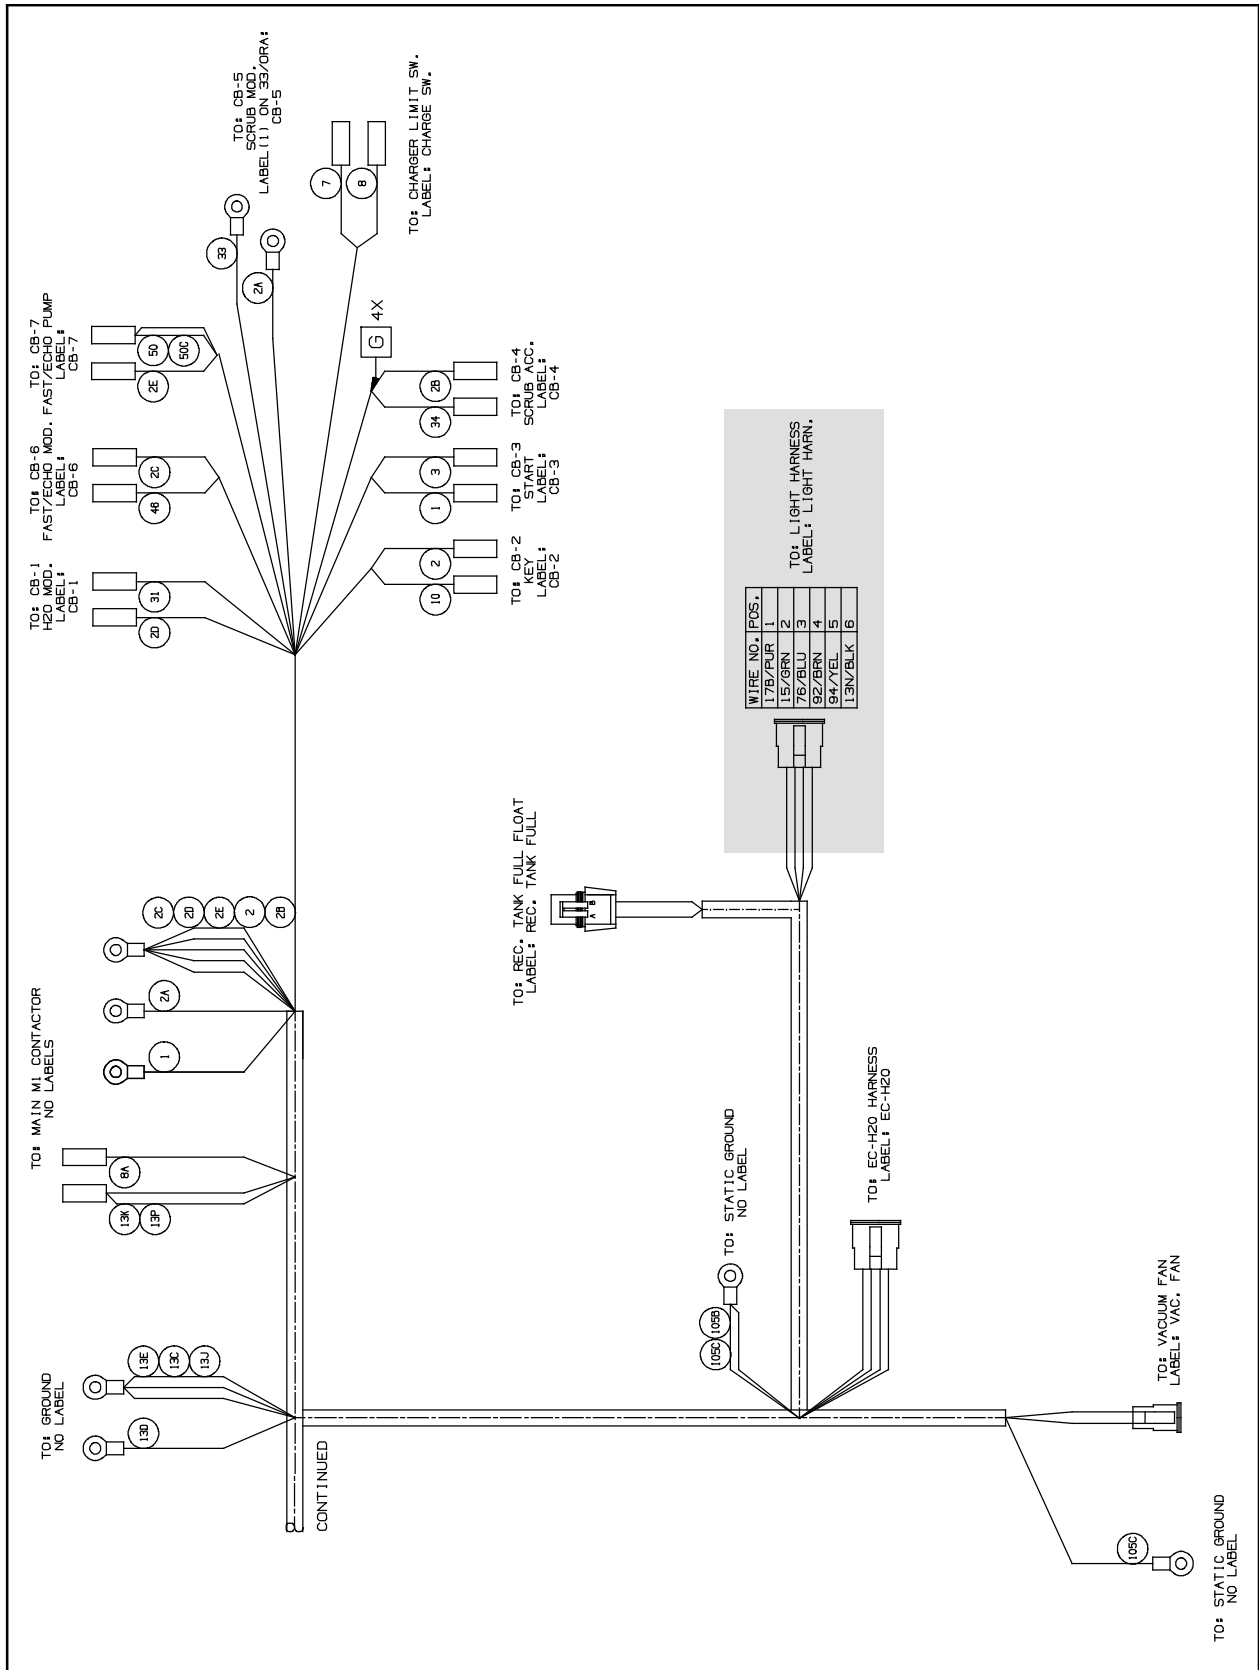 TO: GROUND
NO LABEL
13D
13E
13C
13J
CONTINUED
TO: MAIN M1 CONTACTOR
NO LABELS
13K
13P
8A
1
2A
2C
2D
2E
2
2B
TO: CB-1
H2O MOD.
LABEL:
CB-1
2D
31
TO: CB-6
FAST/ECHO MOD.
LABEL:
CB-6
46
2C
TO: CB-7
FAST/ECHO PUMP
LABEL:
CB-7
2E
50
50C
33
2A
TO: CB-5
SCRUB MOD.
LABEL(1) ON 33/ORA:
CB-5
7
8
TO: CHARGER LIMIT SW.
LABEL: CHARGE SW.
G 4X
10
2
TO: CB-2
KEY
LABEL:
CB-2
1
3
TO: CB-3
START
LABEL:
CB-3
34
2B
TO: CB-4
SCRUB ACC.
LABEL:
CB-4
TO: REC. TANK FULL FLOAT
LABEL: REC. TANK FULL
A B
WIRE NO. POS.
17B/PUR 1
15/GRN 2
76/BLU 3
92/BRN 4
94/YEL 5
13N/BLK 6
TO: LIGHT HARNESS
LABEL: LIGHT HARN.
105C
105B
TO: STATIC GROUND
NO LABEL
TO: EC-H2O HARNESS
LABEL: EC-H2O
TO: VACUUM FAN
LABEL: VAC. FAN
105C
TO: STATIC GROUND
NO LABEL